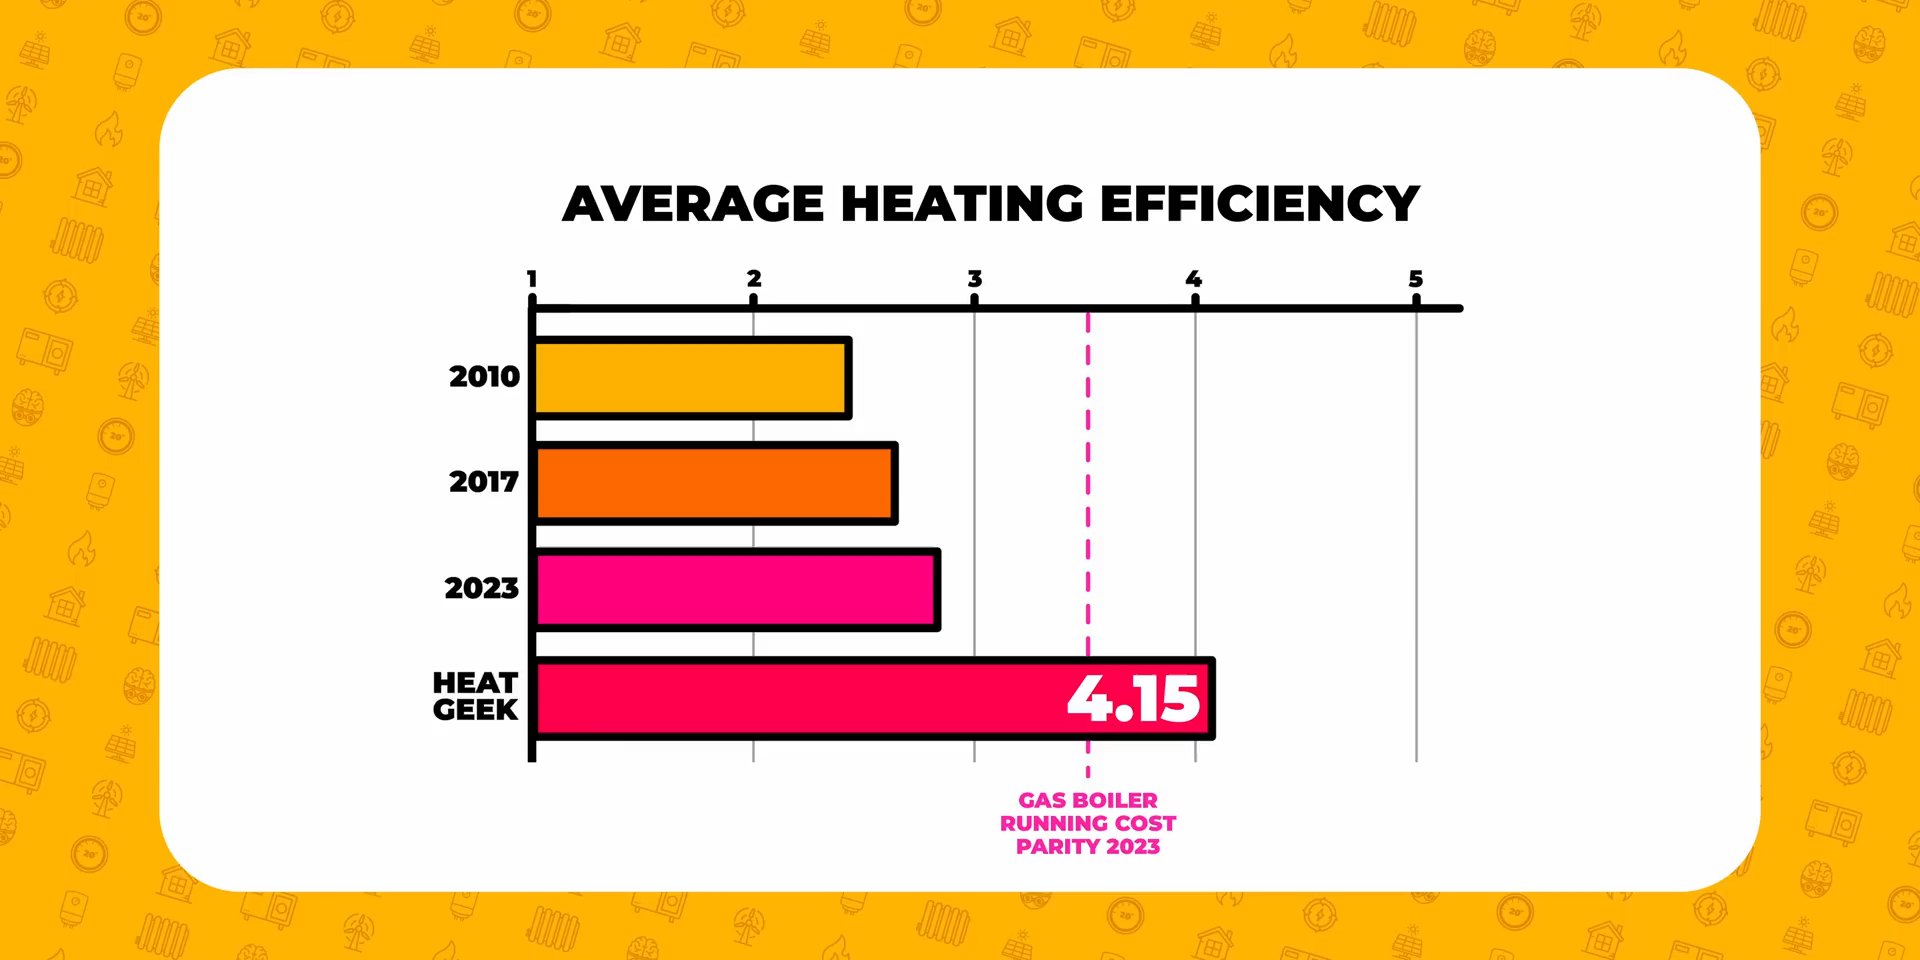 AVERAGE HEATING EFFICIENCY
1 2 3 4 5
2010
2017
2023
HEAT
GEEK
4.15
GAS BOILER
RUNNING COST
PARITY 2023